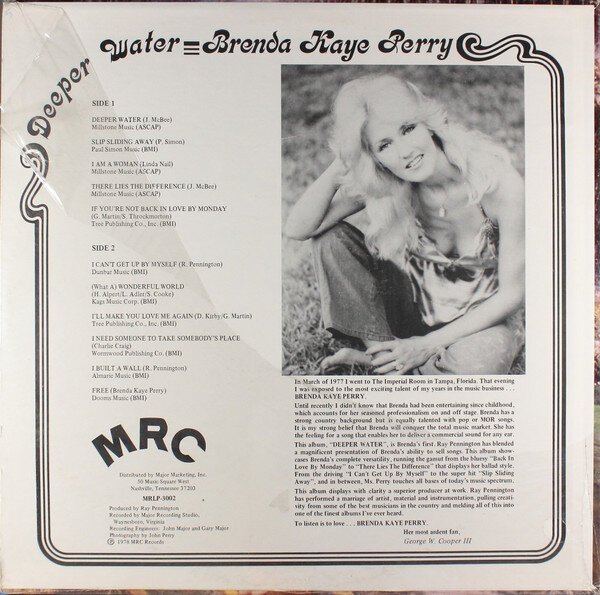 Deeper Water Brenda Kaye Perry
SIDE 1
DEEPER WATER (J. McBee)
Millstone Music (ASCAP)
SLIP SLIDING AWAY (P. Simon)
Paul Simon Music (BMI)
I AM A WOMAN (Linda Nail)
Millstone Music (ASCAP)
THERE LIES THE DIFFERENCE (J. McBee)
Millstone Music (ASCAP)
IF YOU'RE NOT BACK IN LOVE BY MONDAY
(G. Martin/S. Throckmorton)
Tree Publishing Co., Inc. (BMI)
SIDE 2
I CAN'T GET UP BY MYSELF (R. Pennington)
Dunbar Music (BMI)
(What A) WONDERFUL WORLD
(H. Alpert/L. Adler/S. Cooke)
Kags Music Corp. (BMI)
I'LL MAKE YOU LOVE ME AGAIN (D. Kirby/G. Martin)
Tree Publishing Co., Inc. (BMI)
I NEED SOMEONE TO TAKE SOMEBODY'S PLACE
(Charlie Craig)
Wormwood Publishing Co. (BMI)
I BUILT A WALL (R. Pennington)
Almarie Music (BMI)
FREE (Brenda Kaye Perry)
Dooms Music (BMI)
MRC
Distributed by Major Marketing, Inc.
50 Music Square West
Nashville, Tennessee 37203
MRLP-3002
Produced by Ray Pennington
Recorded by Major Recording Studio,
Waynesboro, Virginia
Recording Engineers: John Major and Gary Major
Photography by John Perry
Ⓟ 1978 MRC Records
In March of 1977 I went to The Imperial Room in Tampa, Florida. That evening
I was exposed to the most exciting talent of my years in the music business . . .
BRENDA KAYE PERRY.
Until recently I didn't know that Brenda had been entertaining since childhood,
which accounts for her seasoned professionalism on and off stage. Brenda has a
strong country background but is equally talented with pop or MOR songs.
It is my strong belief that Brenda will conquer the total music market. She has
the feeling for a song that enables her to deliver a commercial sound for any ear.
This album, "DEEPER WATER", is Brenda's first. Ray Pennington has blended
a magnificent presentation of Brenda's ability to sell songs. This album show-
cases Brenda's complete versatility, running the gamut from the bluesy "Back In
Love By Monday" to "There Lies The Difference" that displays her ballad style.
From the driving "I Can't Get Up By Myself" to the super hit "Slip Sliding
Away", and in between, Ms. Perry touches all bases of today's music spectrum.
This album displays with clarity a superior producer at work. Ray Pennington
has performed a marriage of artist, material and instrumentation, pulling creati-
vity from some of the best musicians in the country and melding all of this into
one of the finest albums I've ever heard.
To listen is to love . . . BRENDA KAYE PERRY.
Her most ardent fan,
George W. Cooper III